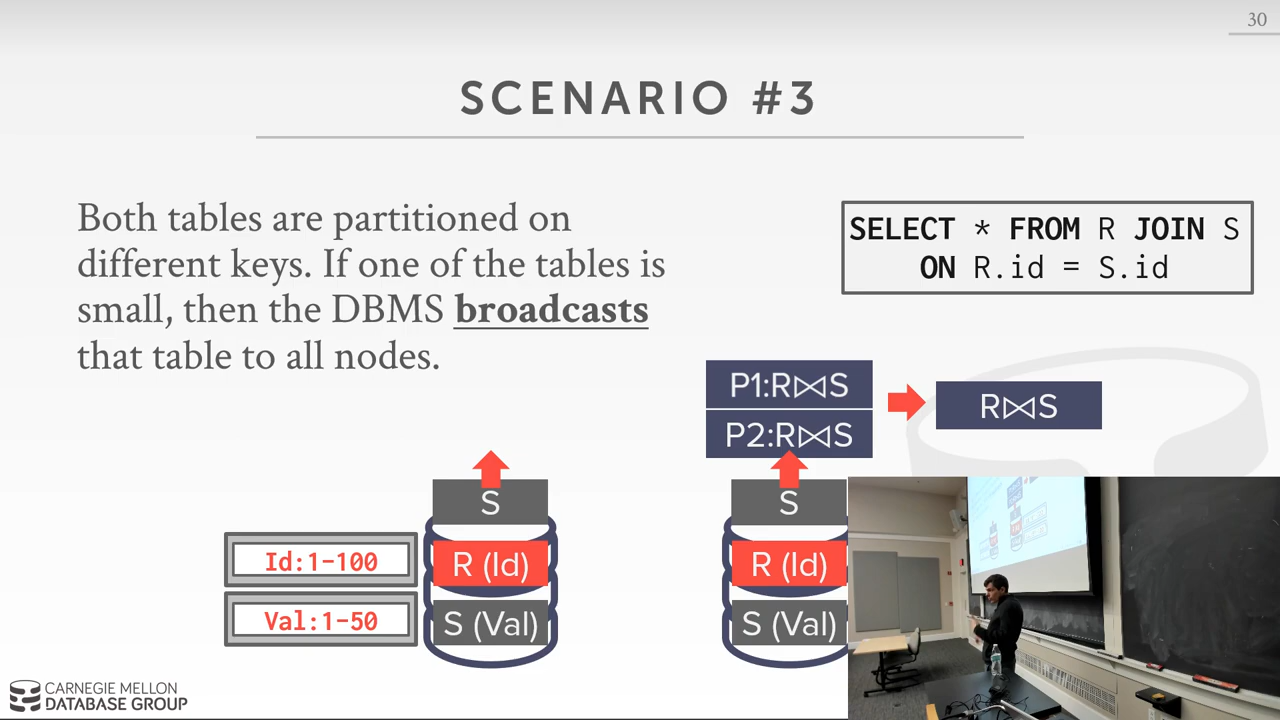 30
SCENARIO #3
Both tables are partitioned on
different keys. If one of the tables is
small, then the DBMS broadcasts
that table to all nodes.
SELECT * FROM R JOIN S
ON R.id = S.id
P1:R⋈S
P2:R⋈S
R⋈S
S
S
Id:1-100
R (Id)
R (Id)
Val:1-50
S (Val)
S (Val)
CARNEGIE MELLON
DATABASE GROUP